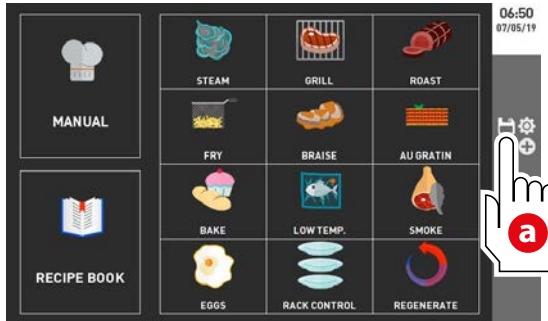 06:50
07/05/19
MANUAL
RECIPE BOOK
STEAM
GRILL
ROAST
FRY
BRAISE
AU GRATIN
BAKE
LOW TEMP.
SMOKE
EGGS
RACK CONTROL
REGENERATE
a